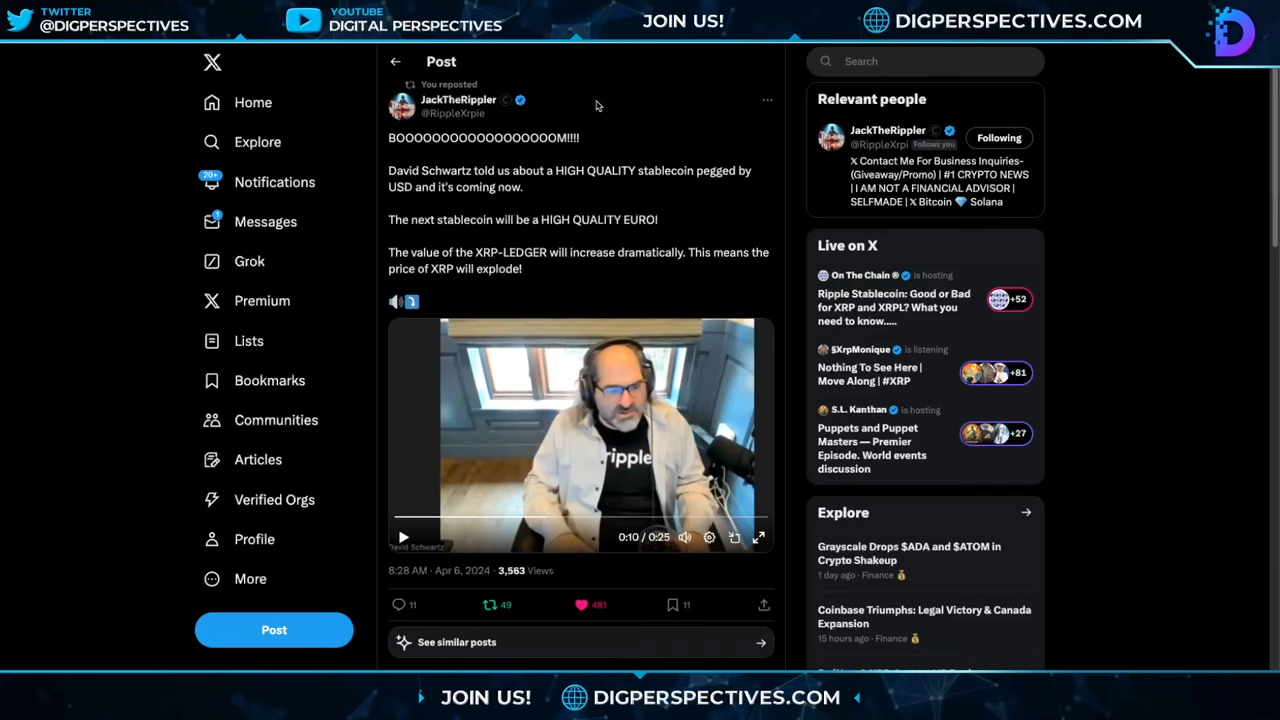 TWITTER
@DIGPERSPECTIVES
YOUTUBE
DIGITAL PERSPECTIVES
JOIN US!
DIGPERSPECTIVES.COM
Home
Explore
20+
Notifications
1
Messages
Grok
Premium
Lists
Bookmarks
Communities
Articles
Verified Orgs
Profile
More
Post
Post
You reposted
JackTheRippler
@RippleXrpie
BOOOOOOOOOOOOOOOOOOM!!!!
David Schwartz told us about a HIGH QUALITY stablecoin pegged by
USD and it's coming now.
The next stablecoin will be a HIGH QUALITY EURO!
The value of the XRP-LEDGER will increase dramatically. This means the
price of XRP will explode!
ripple
0:10 / 0:25
David Schwartz
8:28 AM · Apr 6, 2024 · 3,563 Views
11
49
481
11
See similar posts
Search
Relevant people
JackTheRippler
@RippleXrpi Follows you
Following
X Contact Me For Business Inquiries-
(Giveaway/Promo) | #1 CRYPTO NEWS
| I AM NOT A FINANCIAL ADVISOR |
SELFMADE | X Bitcoin 💎 Solana
Live on X
On The Chain ® is hosting
Ripple Stablecoin: Good or Bad
for XRP and XRPL? What you
need to know.....
+52
§XrpMonique is listening
Nothing To See Here |
Move Along | #XRP
+81
S.L. Kanthan is hosting
Puppets and Puppet
Masters — Premier
Episode. World events
discussion
+27
Explore
Grayscale Drops $ADA and $ATOM in
Crypto Shakeup
1 day ago · Finance 💰
Coinbase Triumphs: Legal Victory & Canada
Expansion
15 hours ago · Finance 💰
JOIN US!
DIGPERSPECTIVES.COM